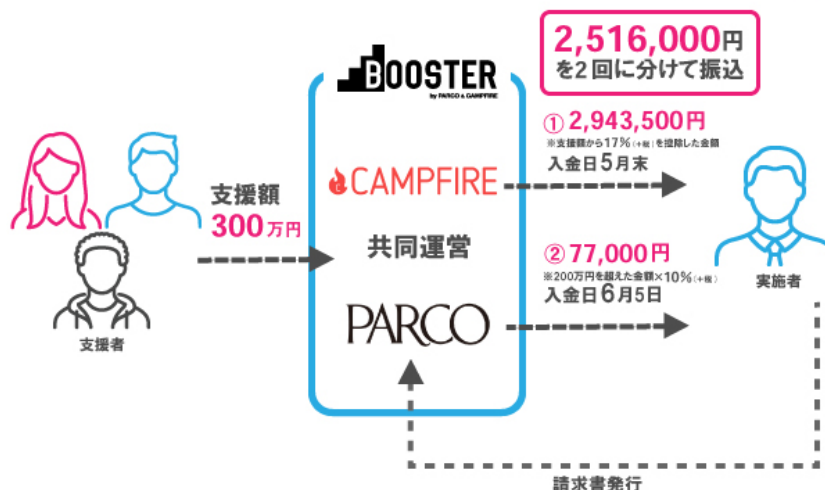 BOOSTER
by PARCO & CAMPFIRE
2,516,000円
を2回に分けて振込
① 2,943,500円
※支援額から17%(+税)を控除した金額
入金日5月末
支援額
300万円
CAMPFIRE
共同運営
② 77,000円
※200万円を超えた金額×10%(+税)
入金日6月5日
PARCO
支援者
実施者
請求書発行